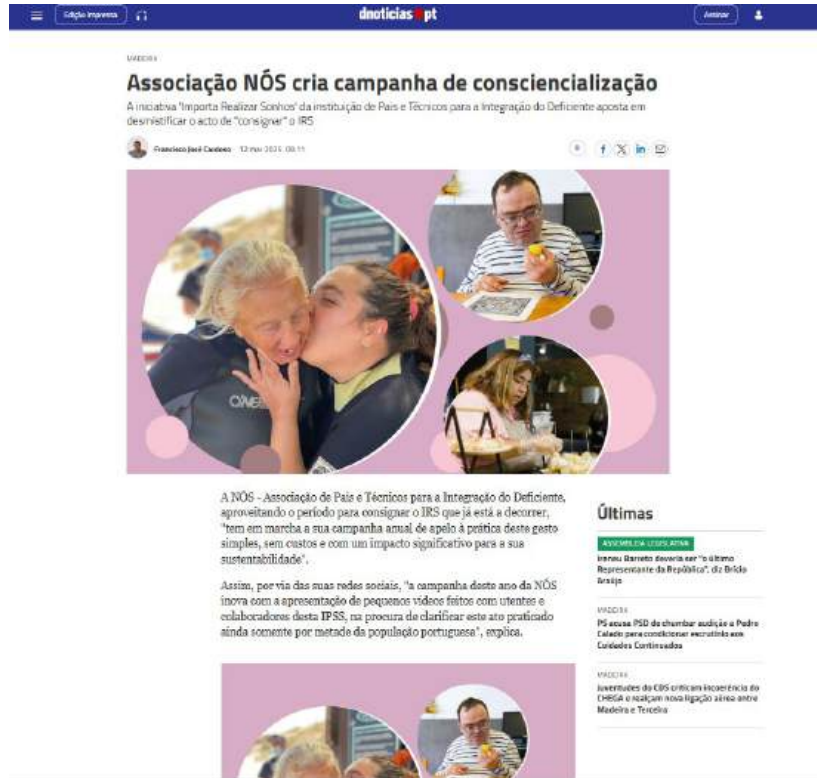 Edição Impressa
dnoticias pt
Assinar
MADEIRA
Associação NÓS cria campanha de consciencialização
A iniciativa 'Importa Realizar Sonhos' da instituição de Pais e Técnicos para a Integração do Deficiente aposta em
desmistificar o acto de "consignar" o IRS
Francisco José Cardoso
08:11
f X in
O'NEILL
A NÓS - Associação de Pais e Técnicos para a Integração do Deficiente,
aproveitando o período para consignar o IRS que já está a decorrer,
"tem em marcha a sua campanha anual de apelo à prática deste gesto
simples, sem custos e com um impacto significativo para a sua
sustentabilidade".
Assim, por via das suas redes sociais, "a campanha deste ano da NÓS
inova com a apresentação de pequenos vídeos feitos com utentes e
colaboradores desta IPSS, na procura de clarificar este ato praticado
ainda somente por metade da população portuguesa", explica.
Últimas
ASSEMBLEIA LEGISLATIVA
Ireneu Barreto deveria ser "o último
Representante da República", diz Brício
Araújo
MADEIRA
PS acusa PSD de chumbar audição a Pedro
Calado para condicionar escrutínio aos
Cuidados Continuados
MADEIRA
Juventudes do CDS criticam incoerência do
CHEGA e realçam nova ligação aérea entre
Madeira e Terceira